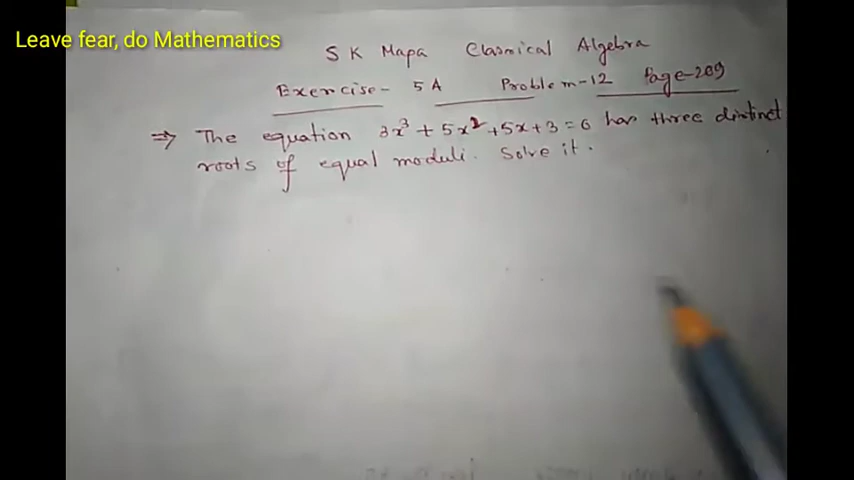 Leave fear, do Mathematics
S K Mapa Classical Algebra
Exercise - 5A Problem-12 Page-209
⇒ The equation 3x³ + 5x² + 5x + 3 = 0 has three distinct
roots of equal moduli. Solve it.